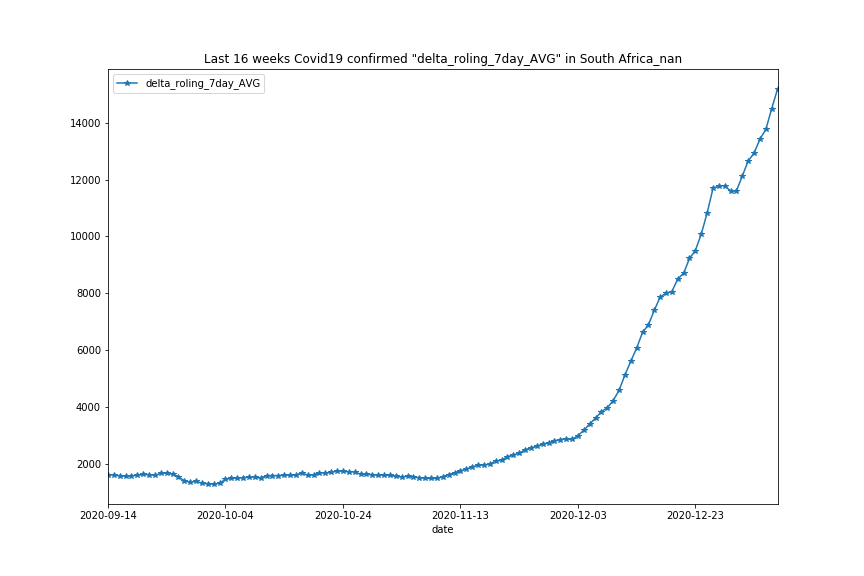 Last 16 weeks Covid19 confirmed "delta_roling_7day_AVG" in South Africa_nan
delta_roling_7day_AVG
14000
12000
10000
8000
6000
4000
2000
2020-09-14 2020-10-04 2020-10-24 2020-11-13 2020-12-03 2020-12-23
date